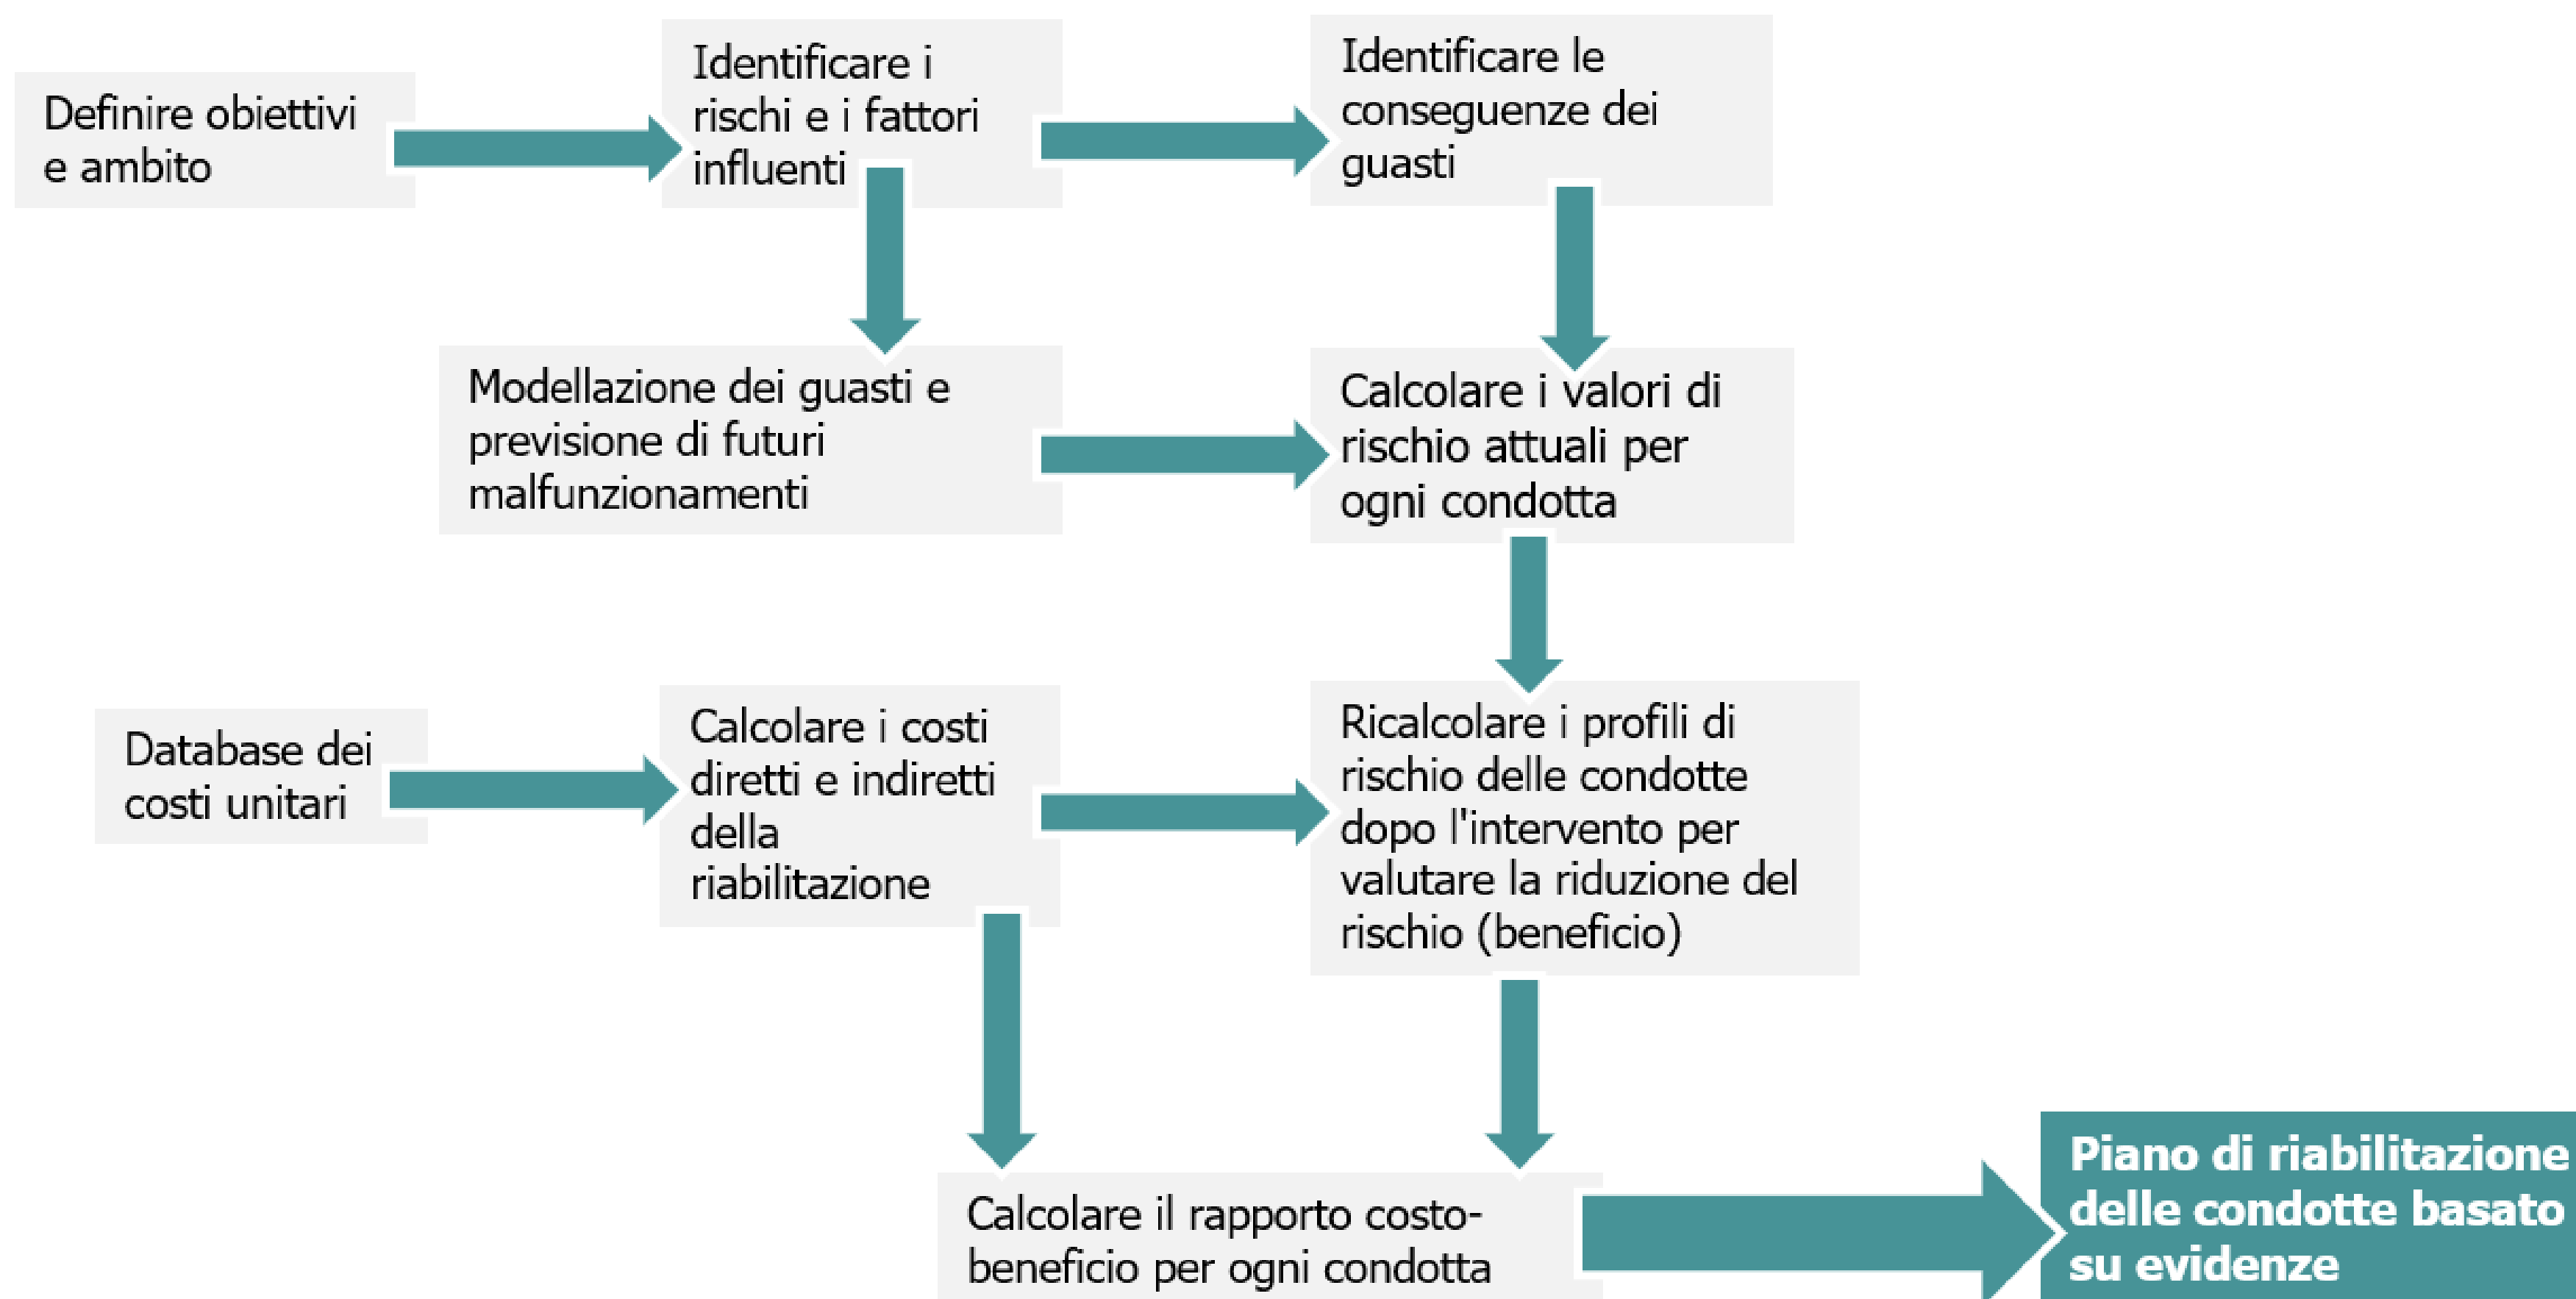 Definire obiettivi
e ambito
Identificare i
rischi e i fattori
influenti
Identificare le
conseguenze dei
guasti
Modellazione dei guasti e
previsione di futuri
malfunzionamenti
Calcolare i valori di
rischio attuali per
ogni condotta
Database dei
costi unitari
Calcolare i costi
diretti e indiretti
della
riabilitazione
Ricalcolare i profili di
rischio delle condotte
dopo l'intervento per
valutare la riduzione del
rischio (beneficio)
Calcolare il rapporto costo-
beneficio per ogni condotta
Piano di riabilitazione
delle condotte basato
su evidenze